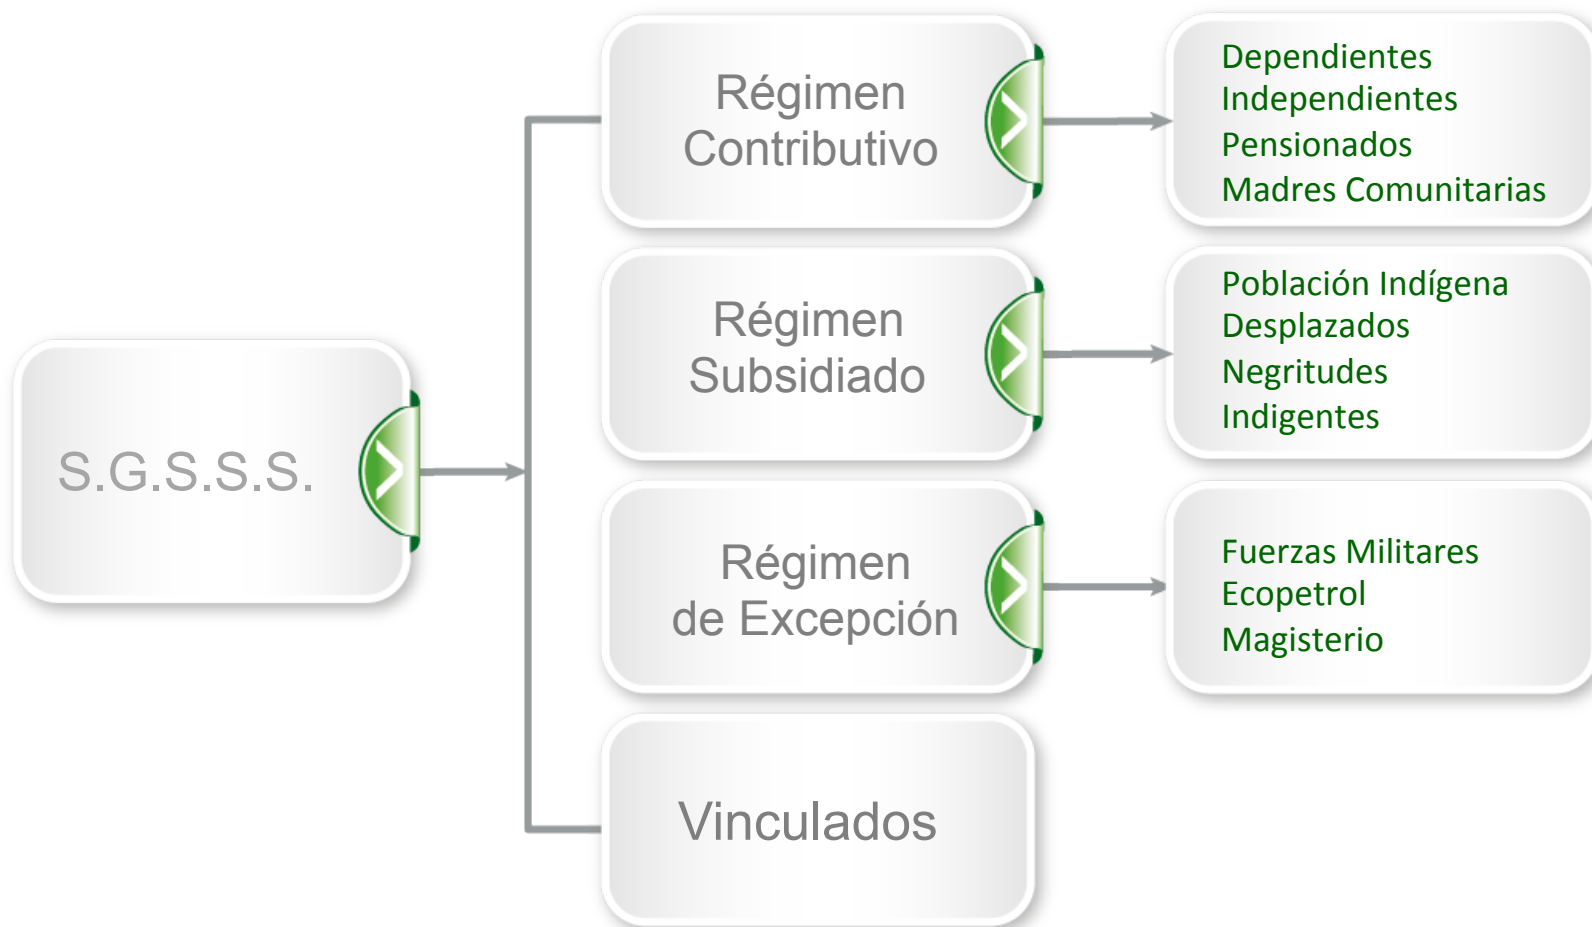 S.G.S.S.S.
Régimen
Contributivo
Dependientes
Independientes
Pensionados
Madres Comunitarias
Régimen
Subsidiado
Población Indígena
Desplazados
Negritudes
Indigentes
Régimen
de Excepción
Fuerzas Militares
Ecopetrol
Magisterio
Vinculados